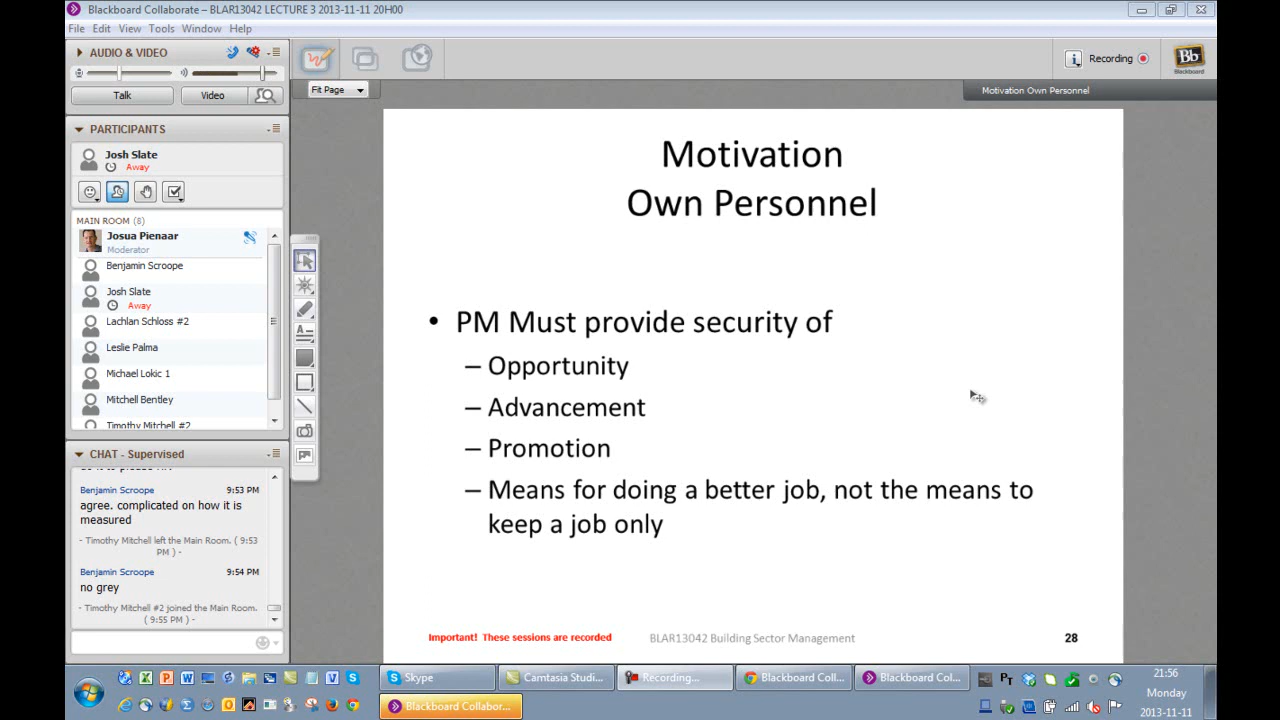 Blackboard Collaborate – BLAR13042 LECTURE 3 2013-11-11 20H00
File Edit View Tools Window Help
AUDIO & VIDEO
Talk
Video
PARTICIPANTS
Josh Slate
Away
MAIN ROOM (8)
Josua Pienaar
Moderator
Benjamin Scroope
Josh Slate
Away
Lachlan Schloss #2
Leslie Palma
Michael Lokic 1
Mitchell Bentley
Timothy Mitchell #2
CHAT - Supervised
Benjamin Scroope 9:53 PM
agree. complicated on how it is
measured
- Timothy Mitchell left the Main Room. ( 9:53
PM ) -
Benjamin Scroope 9:54 PM
no grey
- Timothy Mitchell #2 joined the Main Room.
( 9:55 PM ) -
Fit Page
Recording
Bb
Blackboard
Motivation Own Personnel
Motivation
Own Personnel
• PM Must provide security of
– Opportunity
– Advancement
– Promotion
– Means for doing a better job, not the means to
keep a job only
Important! These sessions are recorded
BLAR13042 Building Sector Management
28
Skype
Camtasia Studi...
Recording...
Blackboard Coll...
Blackboard Col...
Blackboard Collabor...
21:56
Monday
2013-11-11